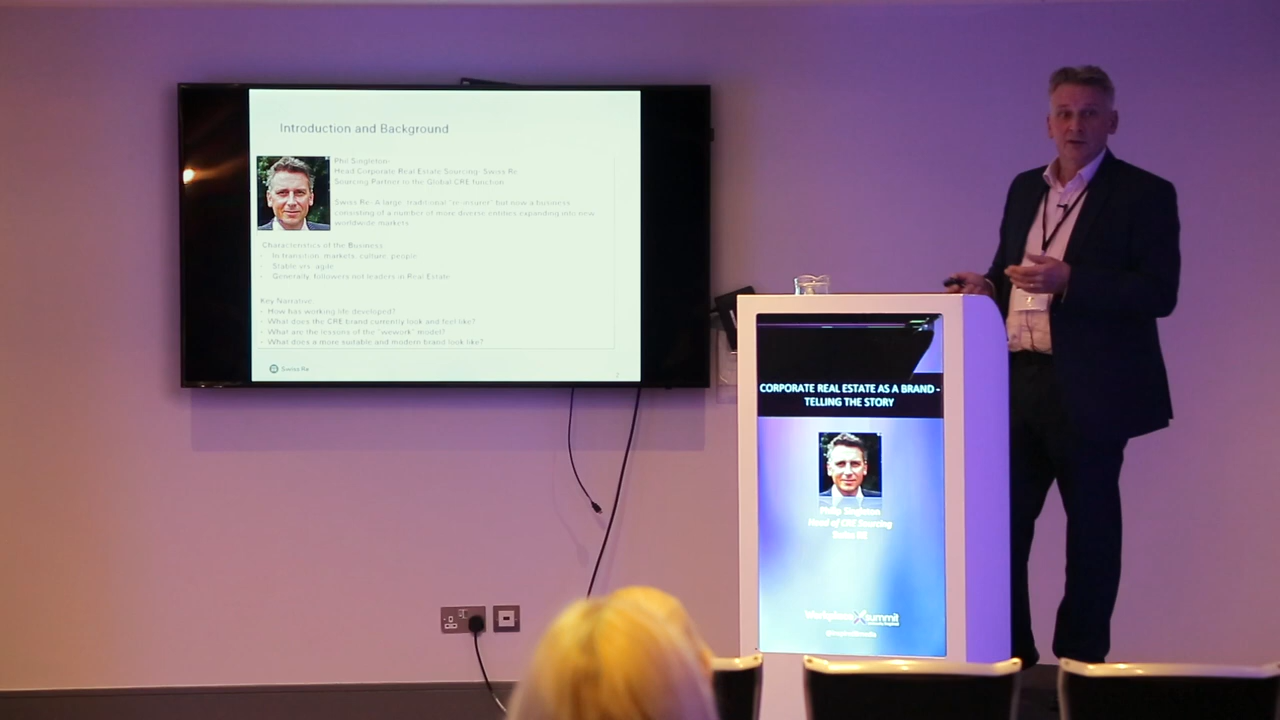 Introduction and Background
Phil Singleton:
Head Corporate Real Estate Sourcing- Swiss Re
Sourcing Partner to the Global CRE function
Swiss Re- A large, traditional "re-insurer" but now a business
consisting of a number of more diverse entities expanding into new
worldwide markets
Characteristics of the Business:
- In transition, markets, culture, people
- Stable vrs. agile
- Generally, followers not leaders in Real Estate
Key Narrative:
- How has working life developed?
- What does the CRE brand currently look and feel like?
- What are the lessons of the "wework" model?
- What does a more suitable and modern brand look like?
Swiss Re
2
CORPORATE REAL ESTATE AS A BRAND -
TELLING THE STORY
Philip Singleton
Head of CRE Sourcing
Swiss RE
Workplace X summit